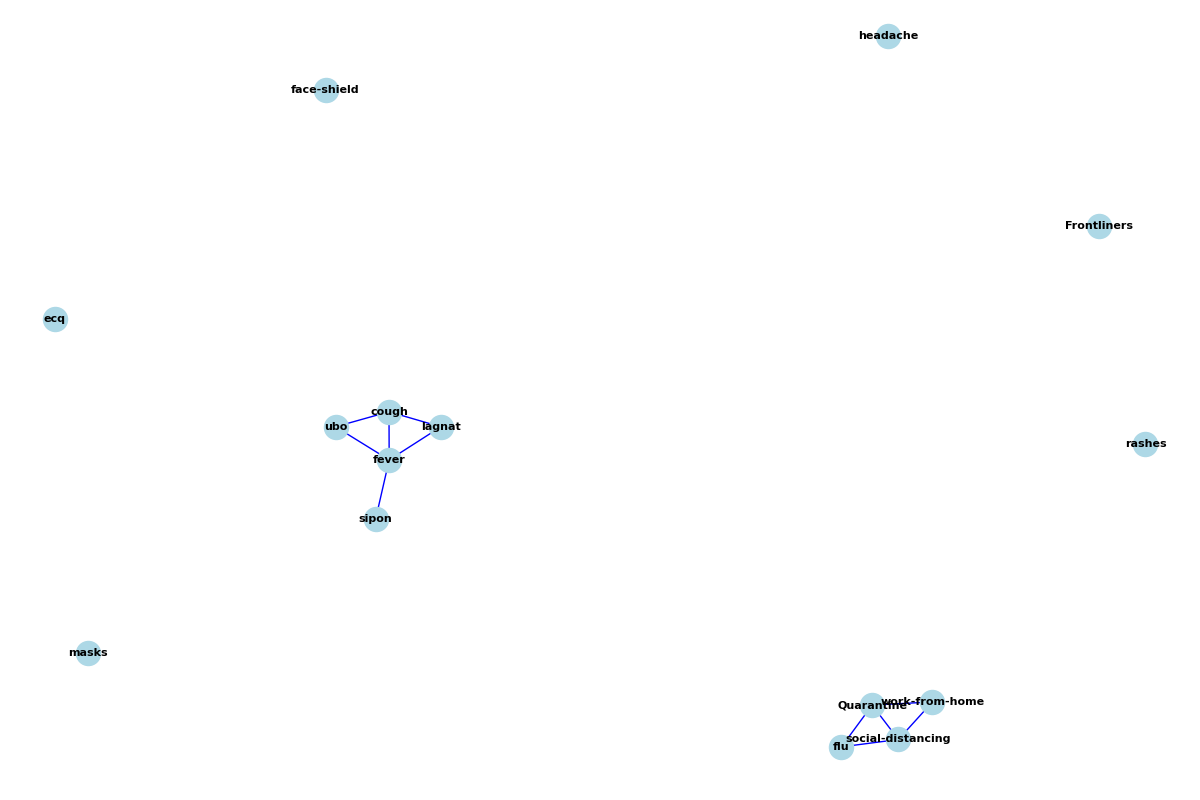 headache
face-shield
Frontliners
ecq
cough
ubo
lagnat
rashes
fever
sipon
masks
work-from-home
Quarantine
social-distancing
flu